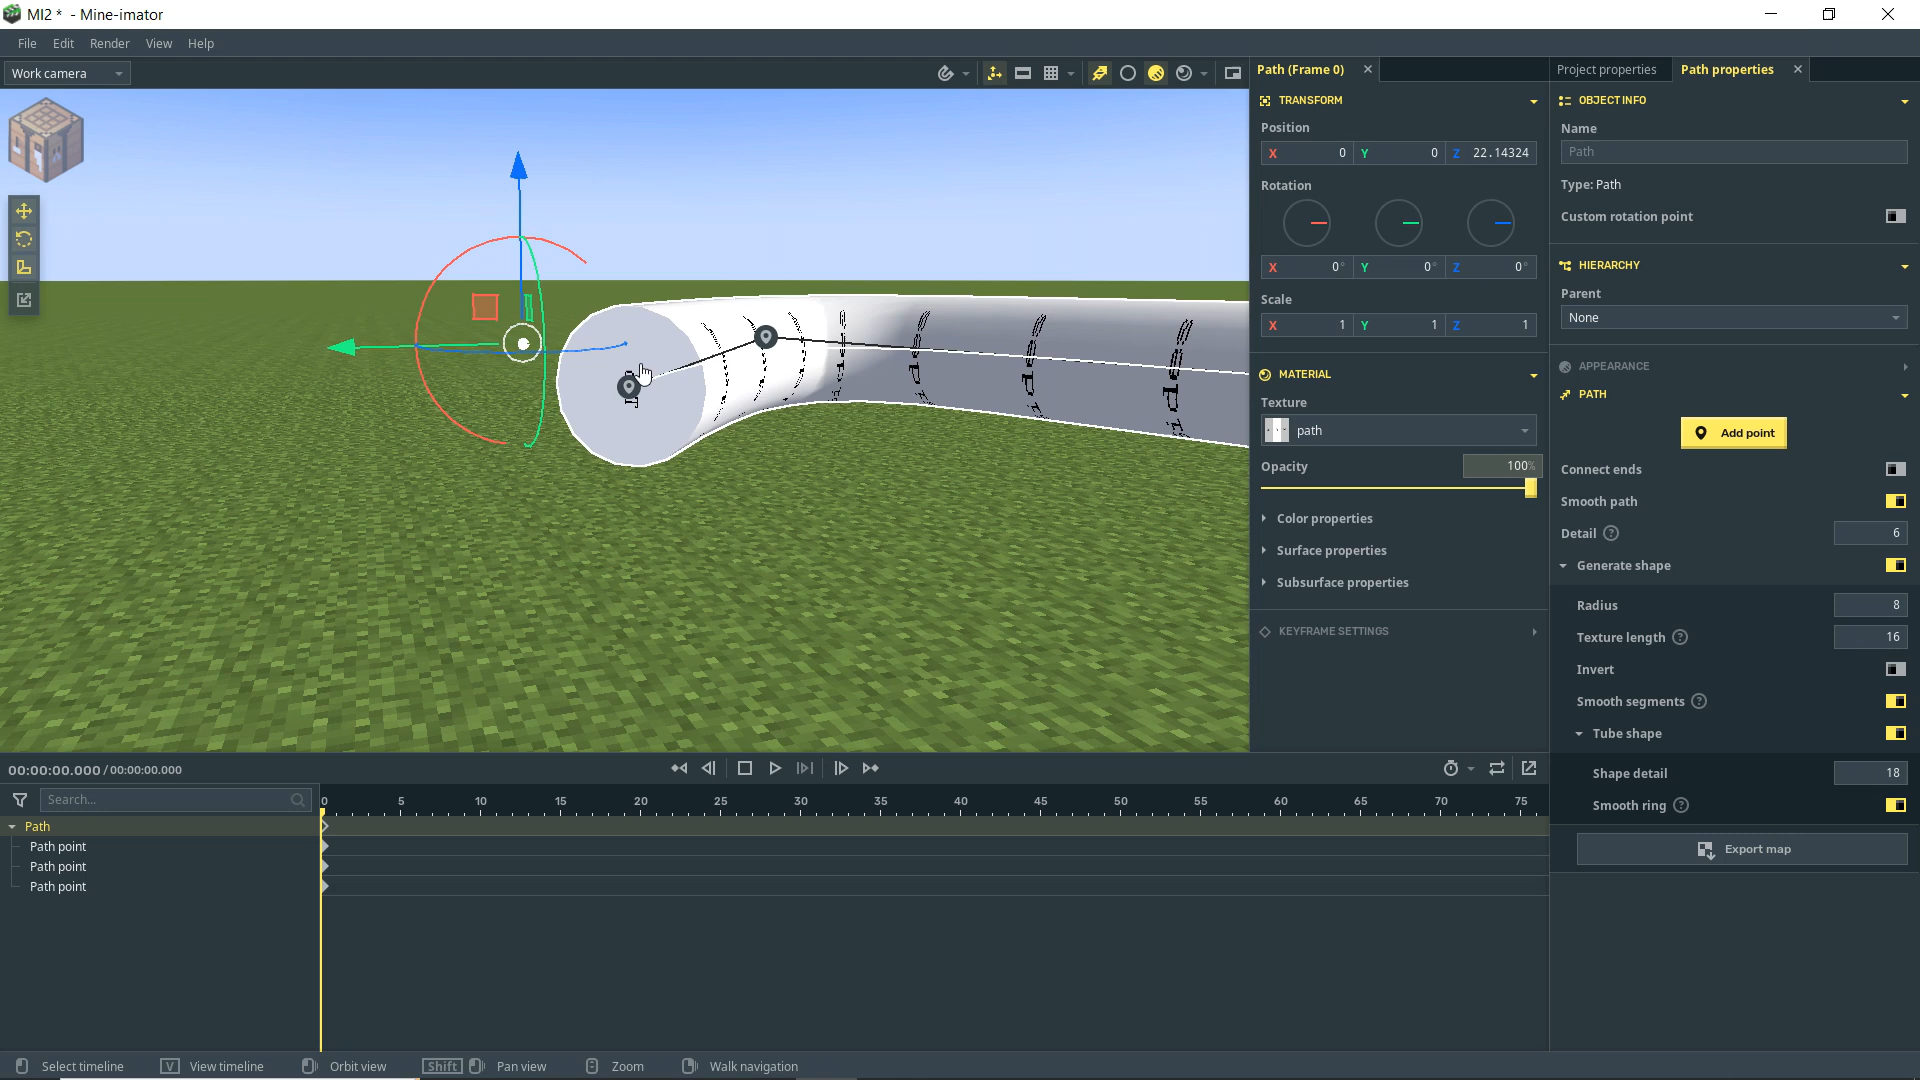 MI2 * - Mine-imator
File Edit Render View Help
Work camera
Path (Frame 0)
TRANSFORM
Position
X 0 Y 0 Z 22.14324
Rotation
X 0° Y 0° Z 0°
Scale
X 1 Y 1 Z 1
MATERIAL
Texture
path
Opacity 100%
Color properties
Surface properties
Subsurface properties
KEYFRAME SETTINGS
Project properties Path properties
OBJECT INFO
Name
Path
Type: Path
Custom rotation point
HIERARCHY
Parent
None
APPEARANCE
PATH
Add point
Connect ends
Smooth path
Detail ? 6
Generate shape
Radius 8
Texture length ? 16
Invert
Smooth segments ?
Tube shape
Shape detail 18
Smooth ring ?
Export map
00:00:00.000 / 00:00:00.000
Search...
0 5 10 15 20 25 30 35 40 45 50 55 60 65 70 75
Path
Path point
Path point
Path point
Select timeline V View timeline Orbit view Shift Pan view Zoom Walk navigation